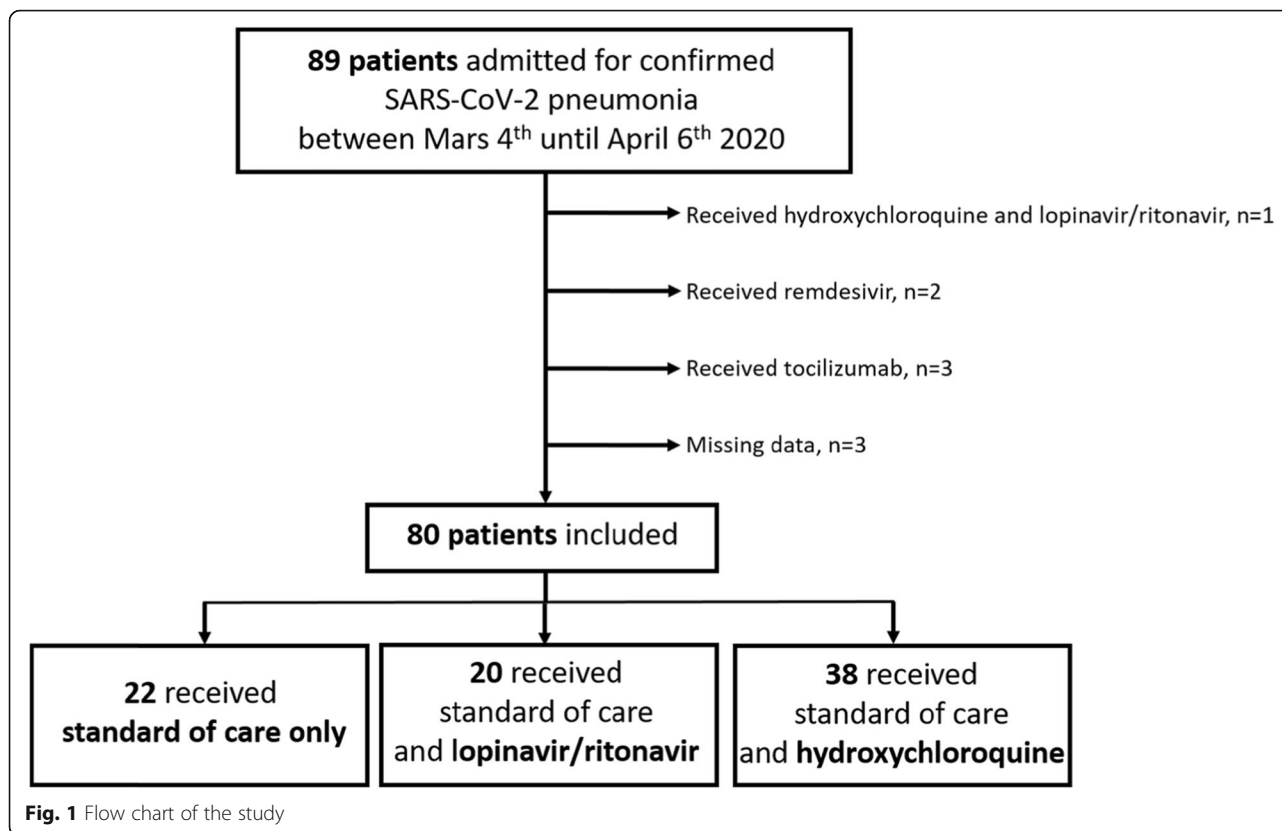 89 patients admitted for confirmed
SARS-CoV-2 pneumonia
between Mars 4th until April 6th 2020
Received hydroxychloroquine and lopinavir/ritonavir, n=1
Received remdesivir, n=2
Received tocilizumab, n=3
Missing data, n=3
80 patients included
22 received
standard of care only
20 received
standard of care
and lopinavir/ritonavir
38 received
standard of care
and hydroxychloroquine
Fig. 1 Flow chart of the study